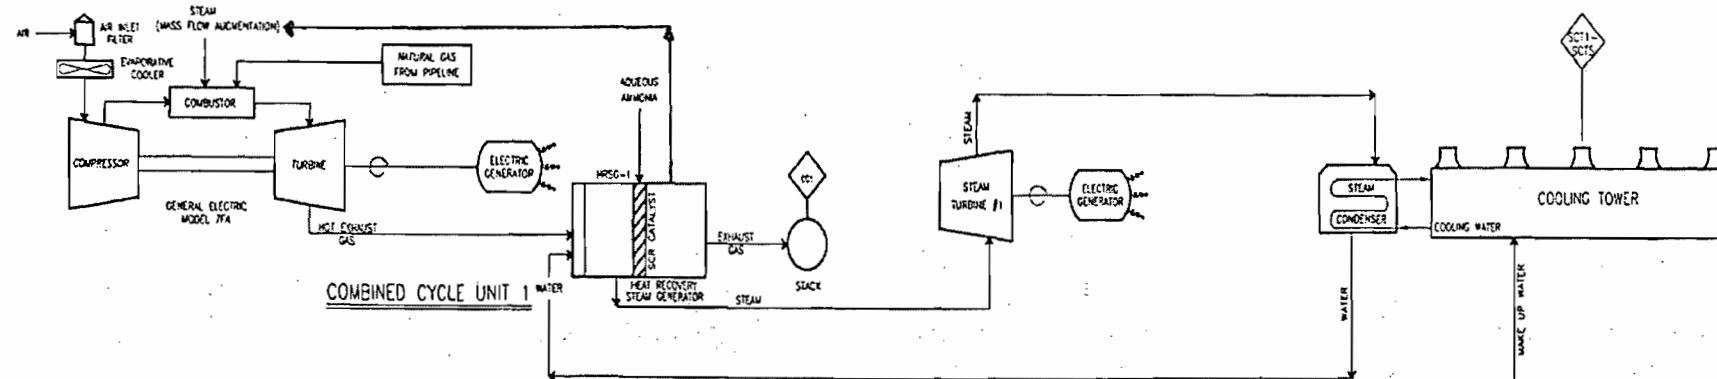 STEAM
(MASS FLOW AUGMENTATION)
AIR
AIR INLET
FILTER
EVAPORATIVE
COOLER
NATURAL GAS
FROM PIPELINE
COMBUSTOR
AQUEOUS
AMMONIA
COMPRESSOR
TURBINE
ELECTRIC
GENERATOR
GENERAL ELECTRIC
MODEL 7FA
HOT EXHAUST
GAS
HRSG-1
SCR CATALYST
EXHAUST
GAS
STACK
WATER
HEAT RECOVERY
STEAM GENERATOR
STEAM
COMBINED CYCLE UNIT 1
STEAM
STEAM
TURBINE #1
ELECTRIC
GENERATOR
STEAM
CONDENSER
COOLING WATER
COOLING TOWER
SCT1-
SCT5
WATER
MAKE UP WATER